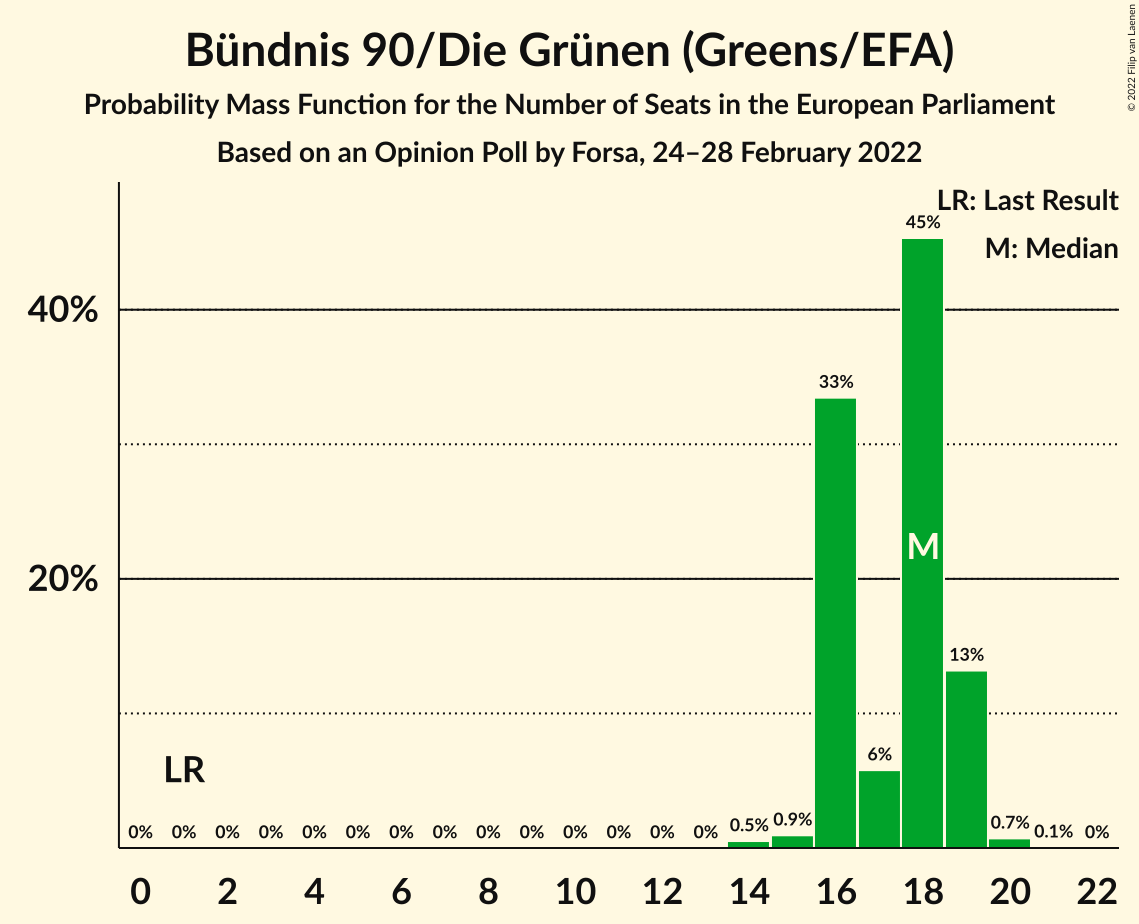 Bündnis 90/Die Grünen (Greens/EFA)
Probability Mass Function for the Number of Seats in the European Parliament
Based on an Opinion Poll by Forsa, 24–28 February 2022
© 2022 Filip van Laenen
LR: Last Result
M: Median
45%
40%
33%
M
20%
13%
6%
LR
0% 0% 0% 0% 0% 0% 0% 0% 0% 0% 0% 0% 0% 0% 0.5% 0.9% 0.7% 0.1% 0%
0 2 4 6 8 10 12 14 16 18 20 22